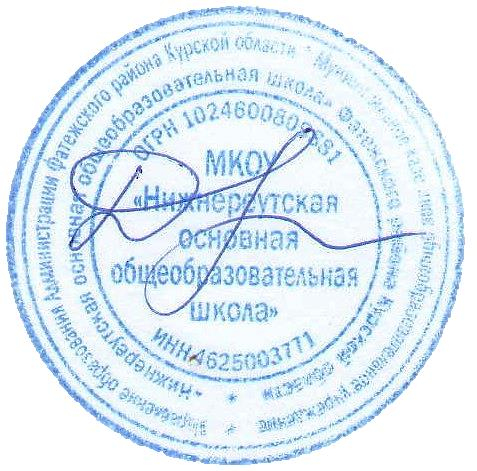 Управление образования Администрации Фатежского района Курской области * Муниципальное казенное общеобразовательное учреждение
«Нижнереутская основная общеобразовательная школа» Фатежского района Курской области *
ОГРН
МКОУ
«Нижнереутская
основная
общеобразовательная
школа»
ИНН 4625003771